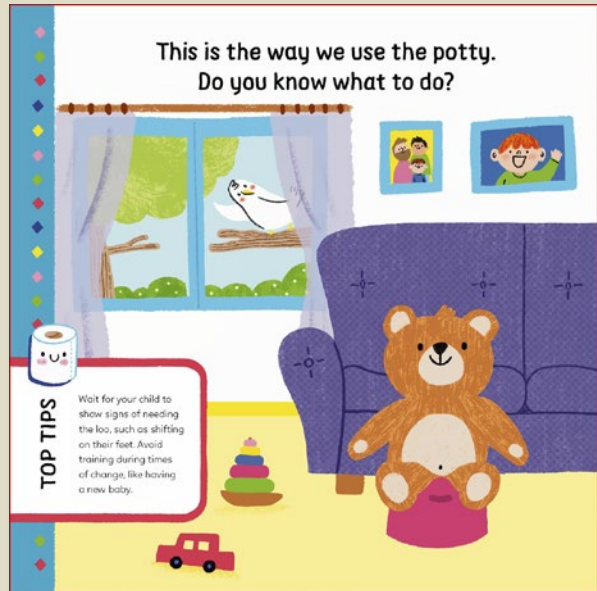 This is the way we use the potty.
Do you know what to do?
TOP TIPS
Wait for your child to
show signs of needing
the loo, such as shifting
on their feet. Avoid
training during times
of change, like having
a new baby.